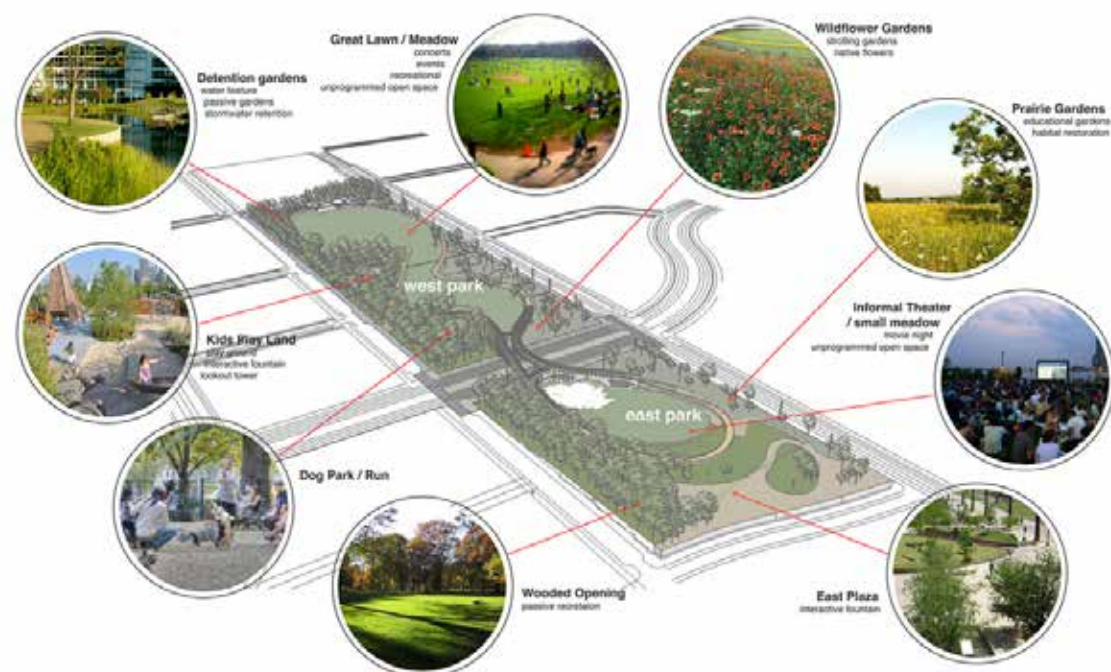 Detention gardens
water feature
passive gardens
stormwater retention
Great Lawn / Meadow
concerts
events
recreational
unprogrammed open space
Wildflower Gardens
strolling gardens
native flowers
Prairie Gardens
educational gardens
habitat restoration
west park
Kids Play Land
play ground
interactive fountain
lookout tower
Informal Theater
/ small meadow
movie night
unprogrammed open space
east park
Dog Park / Run
Wooded Opening
passive recreation
East Plaza
interactive fountain